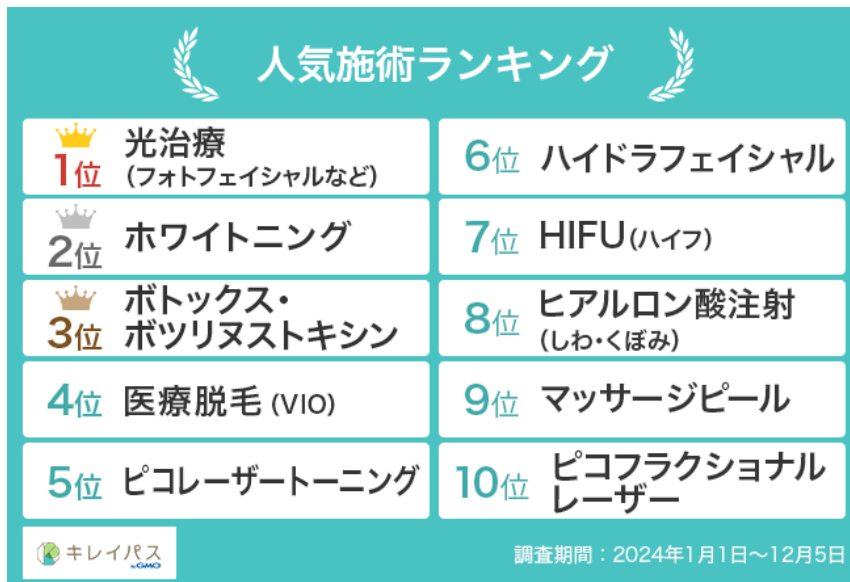 人気施術ランキング
1位
光治療
(フォトフェイシャルなど)
2位
ホワイトニング
3位
ボトックス・
ボツリヌストキシン
4位
医療脱毛(VIO)
5位
ピコレーザートーニング
6位
ハイドラフェイシャル
7位
HIFU(ハイフ)
8位
ヒアルロン酸注射
(しわ・くぼみ)
9位
マッサージピール
10位
ピコフラクショナル
レーザー
キレイパス
byGMO
調査期間:2024年1月1日〜12月5日